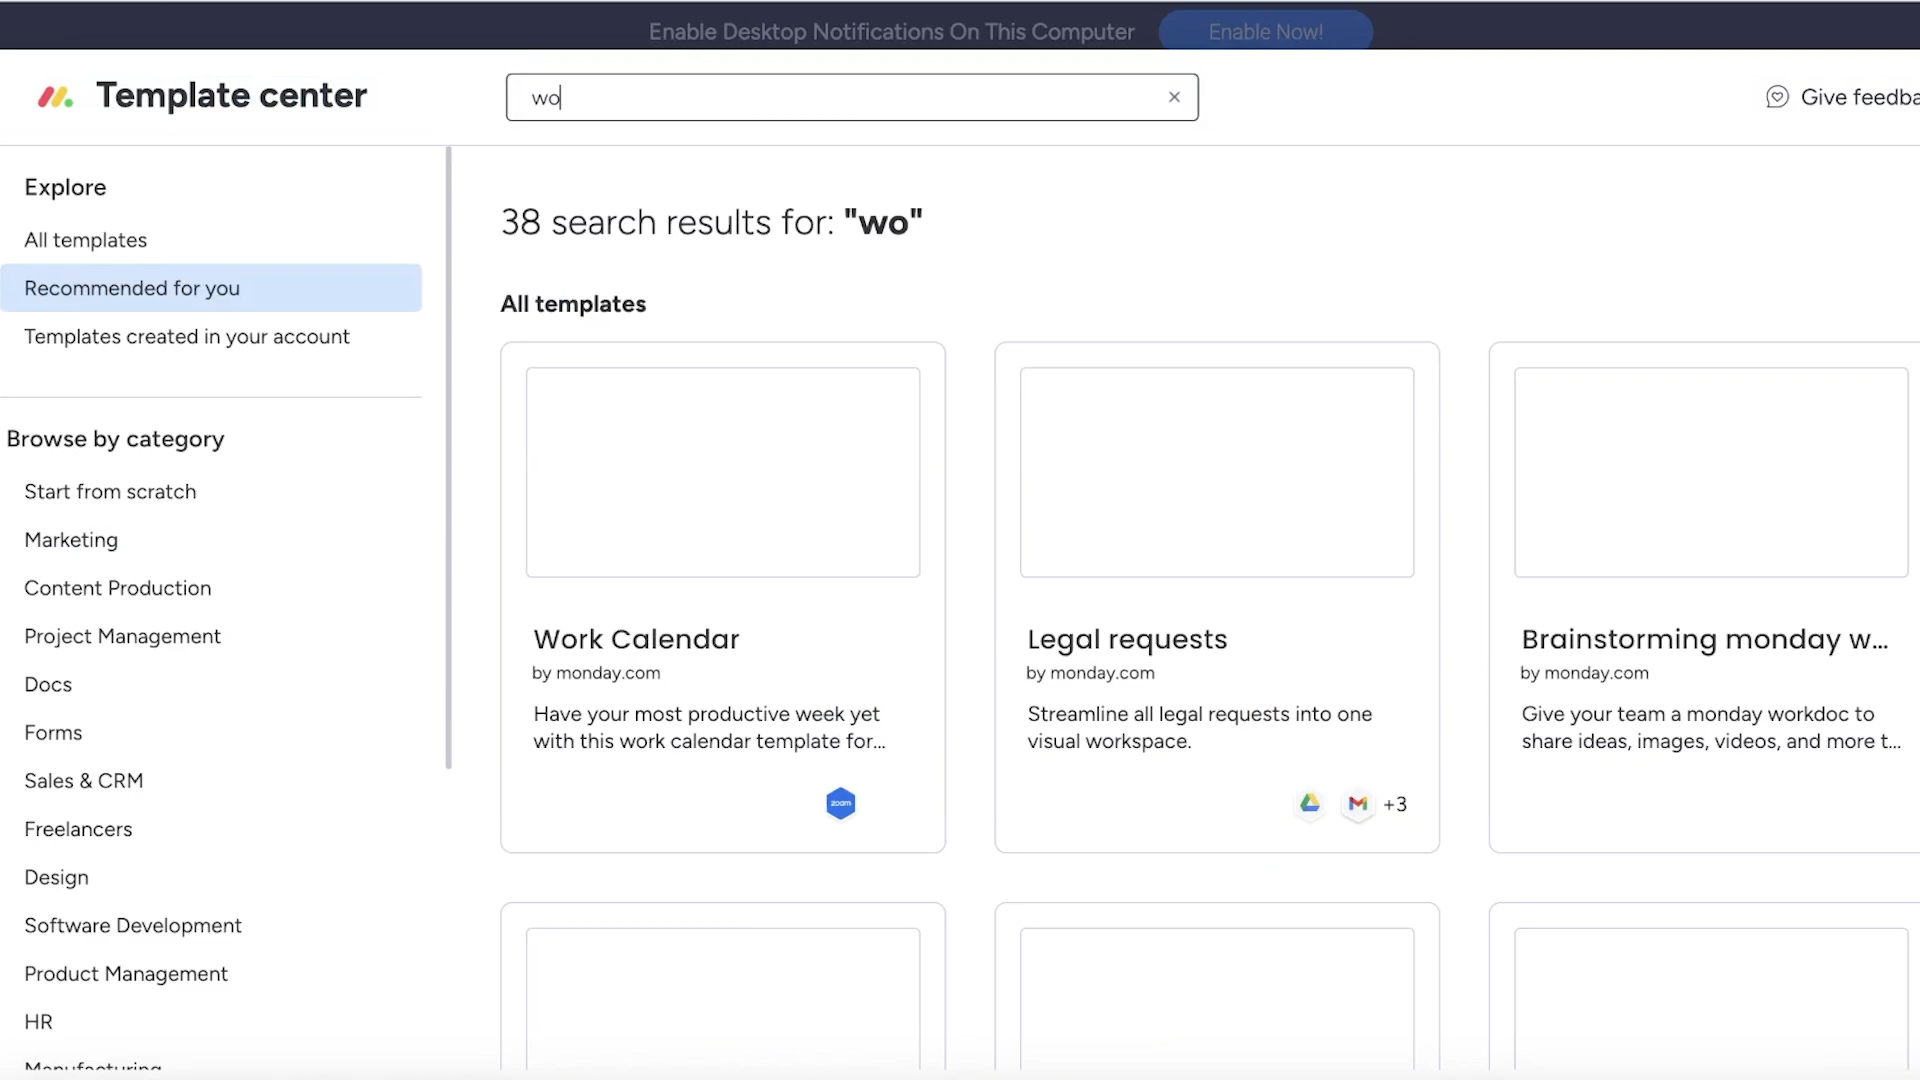 Enable Desktop Notifications On This Computer
Enable Now!
Template center
wo
Give feedba
Explore
All templates
Recommended for you
Templates created in your account
Browse by category
Start from scratch
Marketing
Content Production
Project Management
Docs
Forms
Sales & CRM
Freelancers
Design
Software Development
Product Management
HR
Manufacturing
38 search results for: "wo"
All templates
Work Calendar
by monday.com
Have your most productive week yet
with this work calendar template for...
zoom
Legal requests
by monday.com
Streamline all legal requests into one
visual workspace.
+3
Brainstorming monday w...
by monday.com
Give your team a monday workdoc to
share ideas, images, videos, and more t...